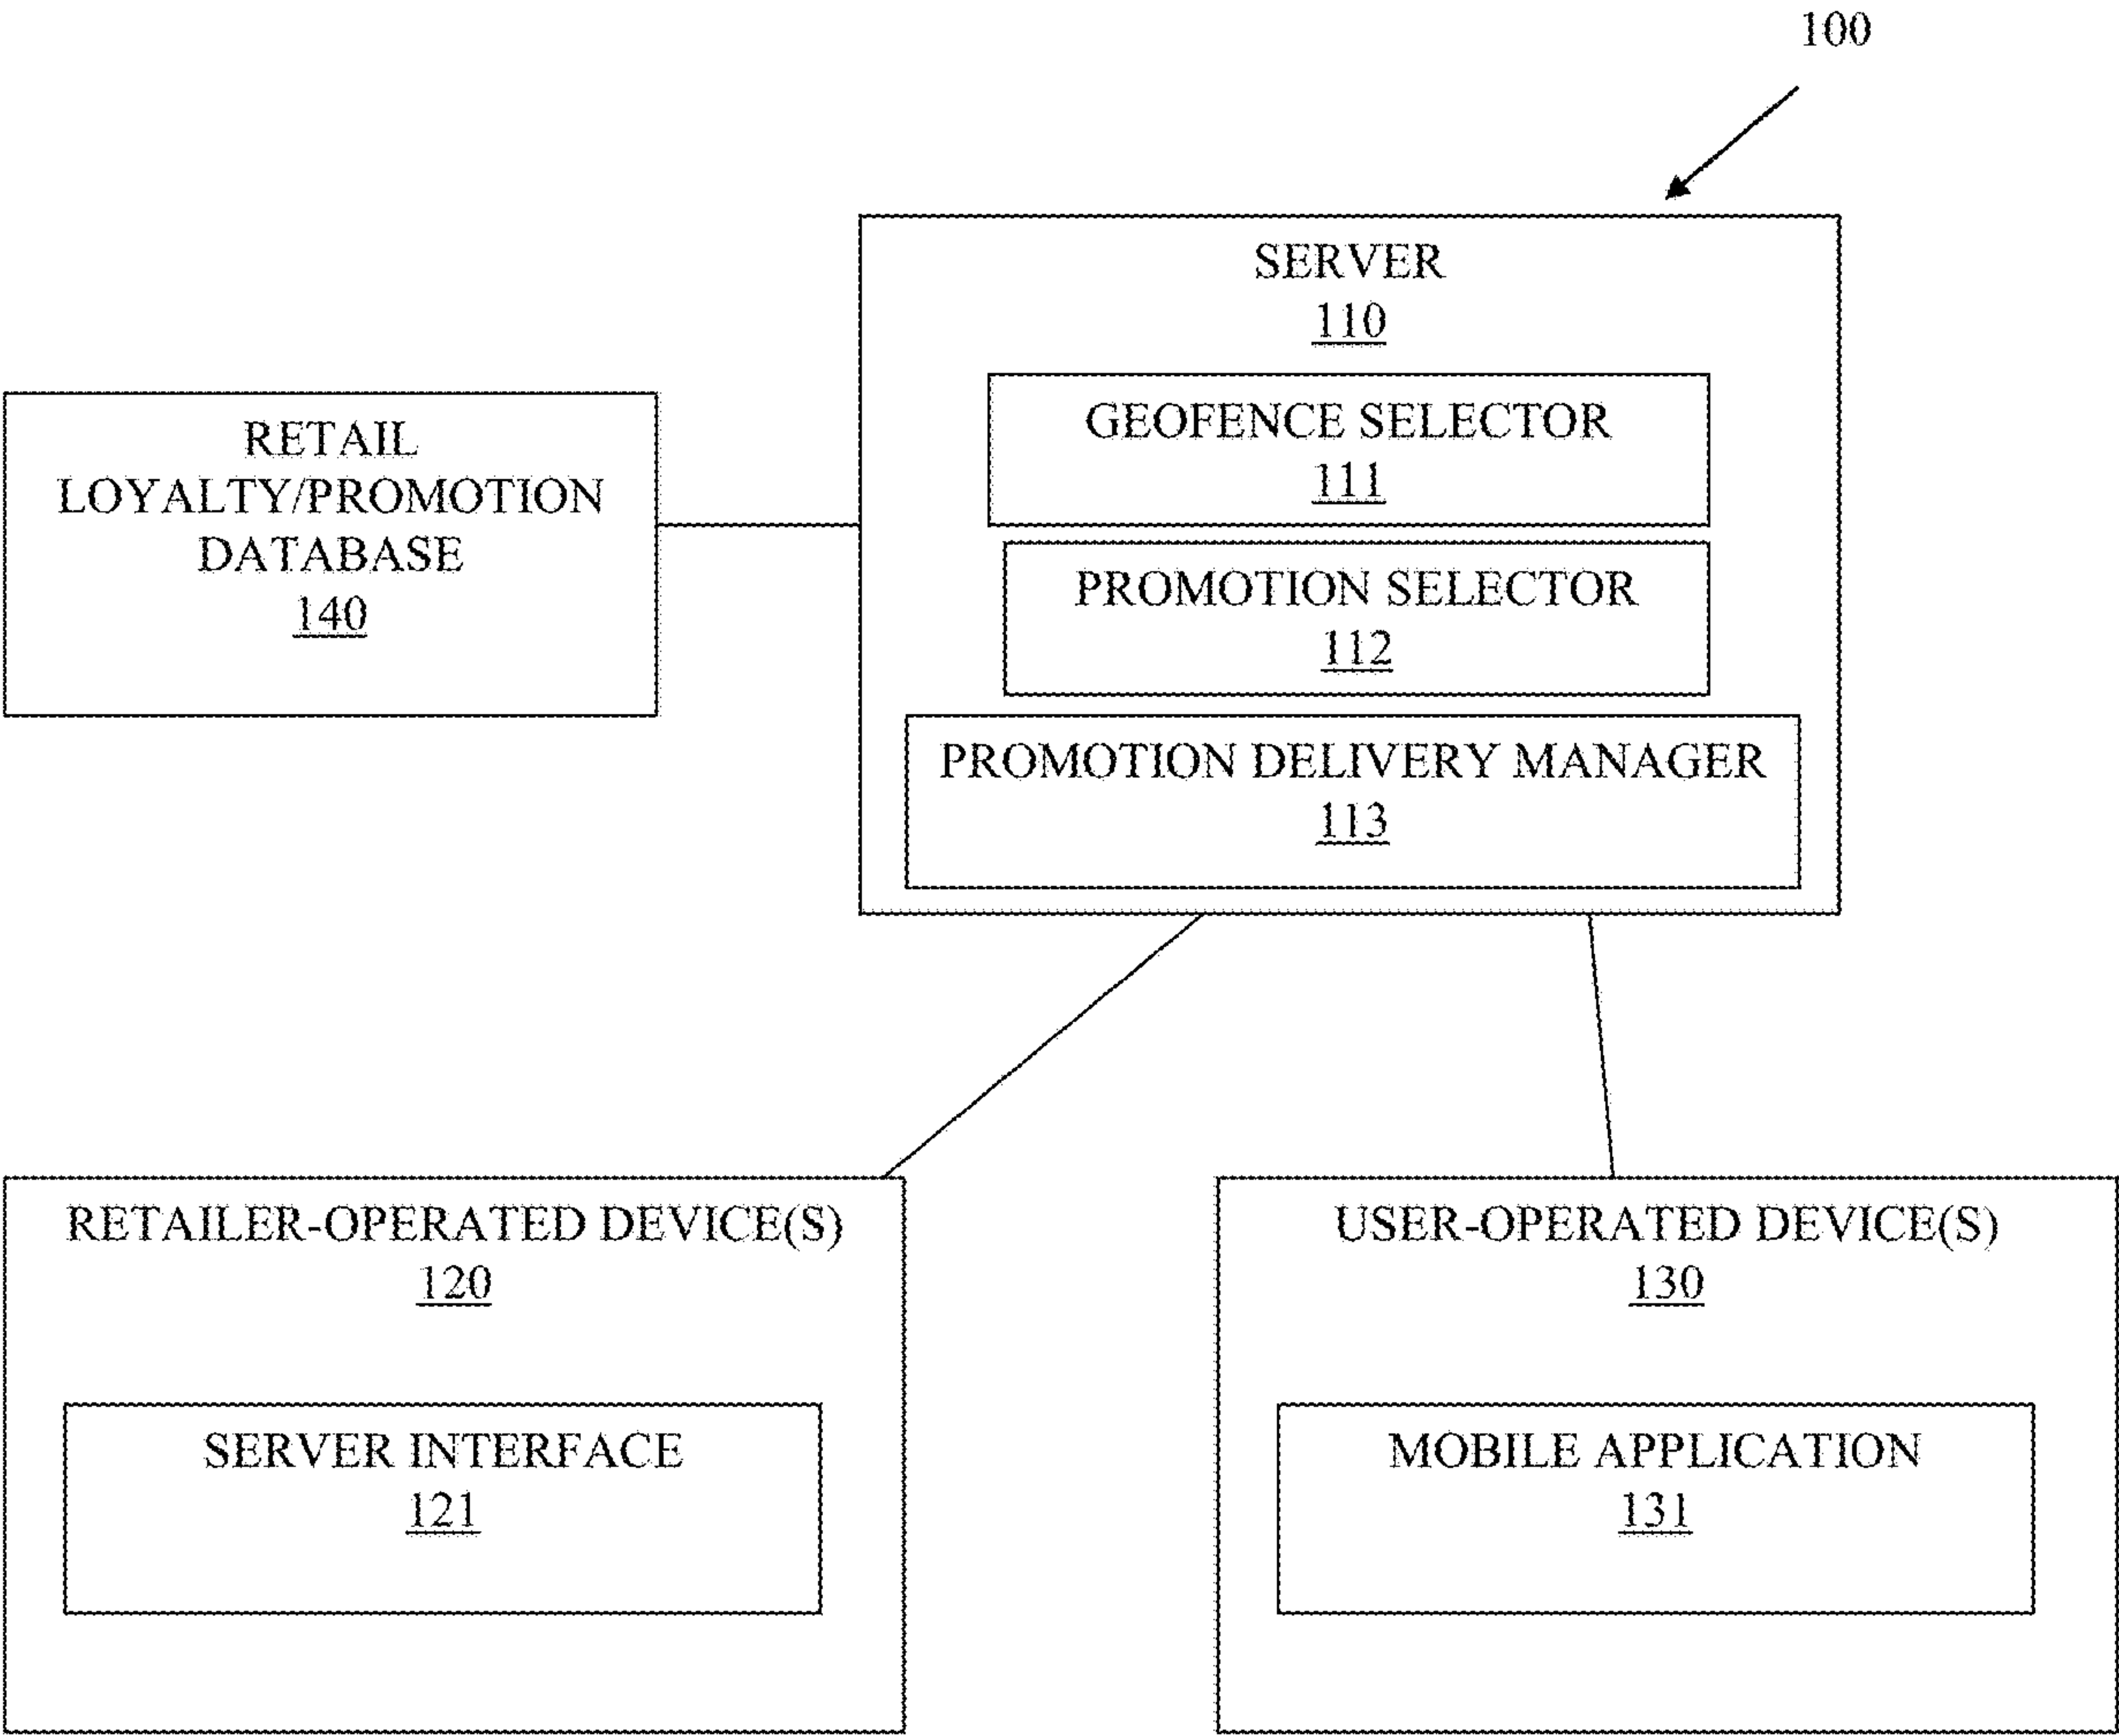 100
SERVER
110
GEOFENCE SELECTOR
111
PROMOTION SELECTOR
112
PROMOTION DELIVERY MANAGER
113
RETAIL
LOYALTY/PROMOTION
DATABASE
140
RETAILER-OPERATED DEVICE(S)
120
SERVER INTERFACE
121
USER-OPERATED DEVICE(S)
130
MOBILE APPLICATION
131